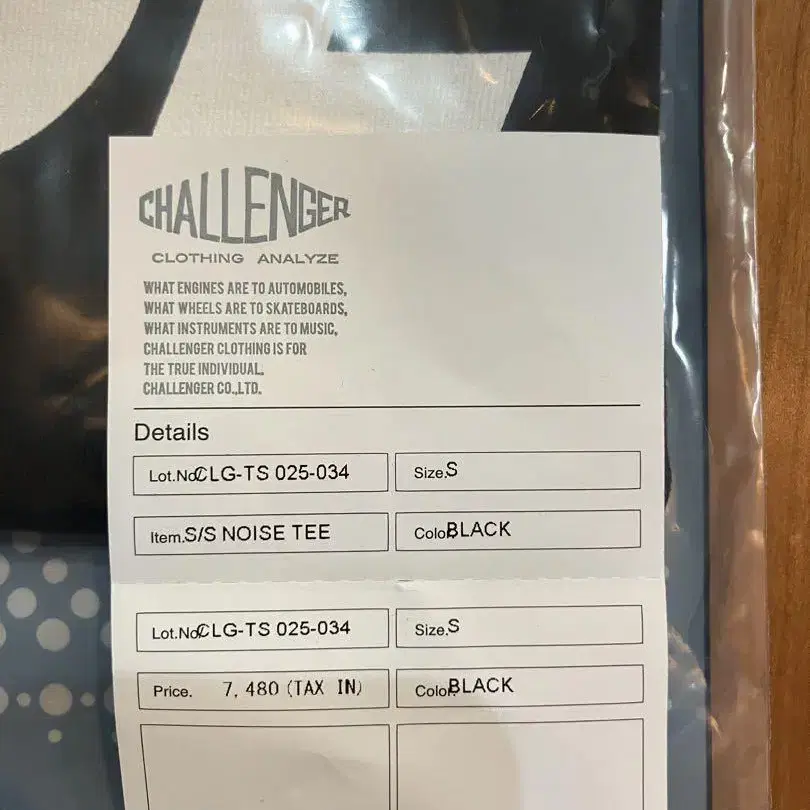 CHALLENGER
CLOTHING ANALYZE
WHAT ENGINES ARE TO AUTOMOBILES,
WHAT WHEELS ARE TO SKATEBOARDS,
WHAT INSTRUMENTS ARE TO MUSIC,
CHALLENGER CLOTHING IS FOR
THE TRUE INDIVIDUAL.
CHALLENGER CO.,LTD.
Details
Lot.No.CLG-TS 025-034 Size.S
Item.S/S NOISE TEE Color.BLACK
Lot.No.CLG-TS 025-034 Size.S
Price. 7,480 (TAX IN) Color.BLACK